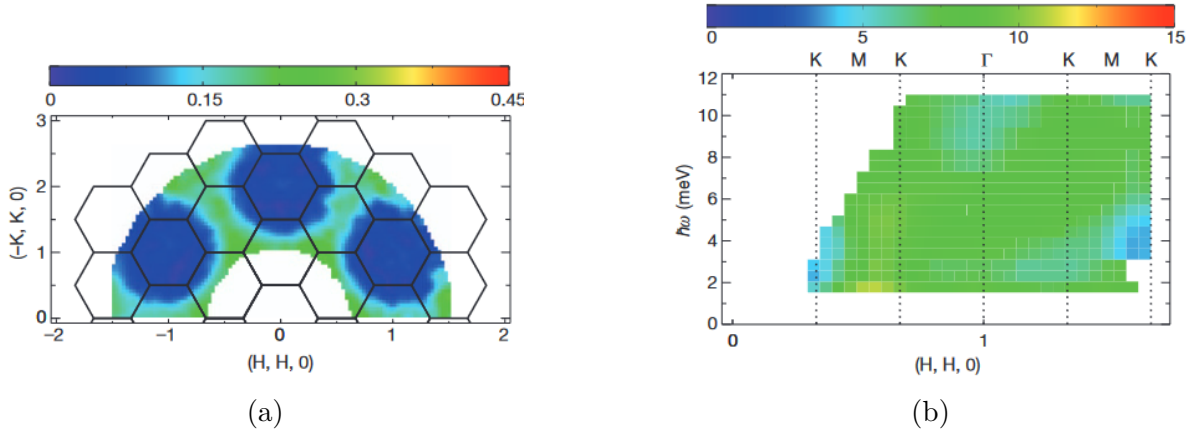 0 0.15 0.3 0.45
3
2
1
0
(−K, K, 0)
−2 −1 0 1 2
(H, H, 0)
(a)
0 5 10 15
K M K Γ K M K
12
10
8
6
4
2
0
ħω (meV)
0 1
(H, H, 0)
(b)